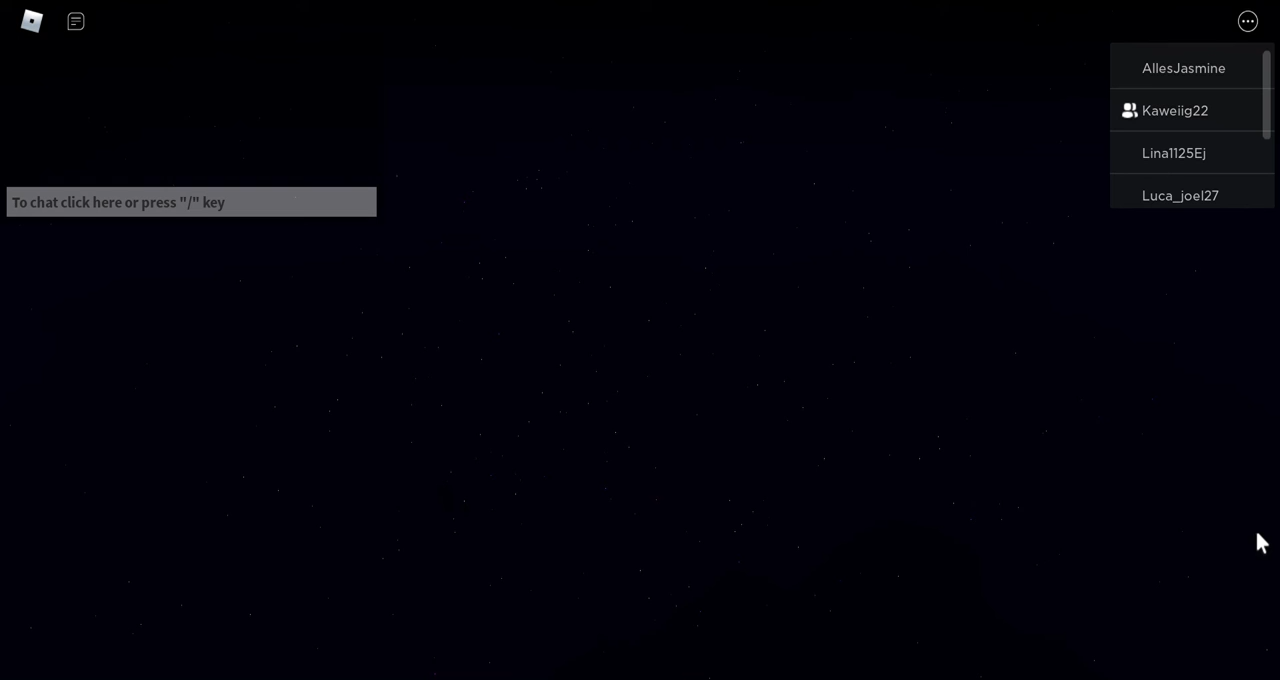 AllesJasmine
Kaweiig22
Lina1125Ej
Luca_joel27
To chat click here or press "/" key